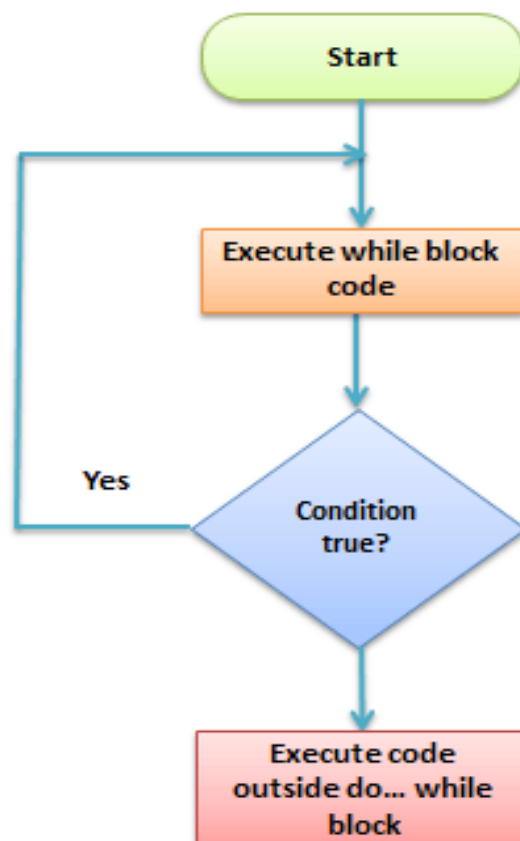 Start
Execute while block
code
Yes
Condition
true?
Execute code
outside do... while
block